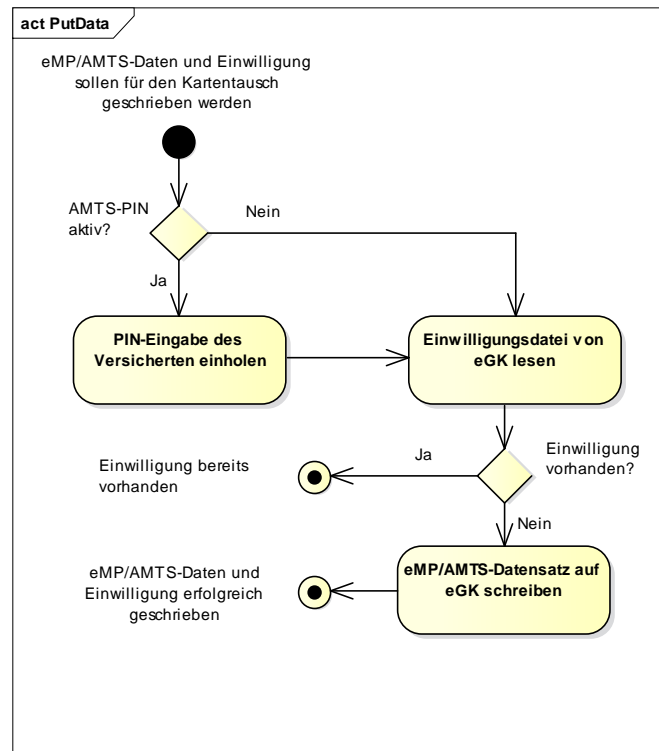 act PutData
eMP/AMTS-Daten und Einwilligung
sollen für den Kartentausch
geschrieben werden
AMTS-PIN
aktiv?
Nein
Ja
PIN-Eingabe des
Versicherten einholen
Einwilligungsdatei von
eGK lesen
Einwilligung
vorhanden?
Ja
Einwilligung bereits
vorhanden
Nein
eMP/AMTS-Datensatz auf
eGK schreiben
eMP/AMTS-Daten und
Einwilligung erfolgreich
geschrieben